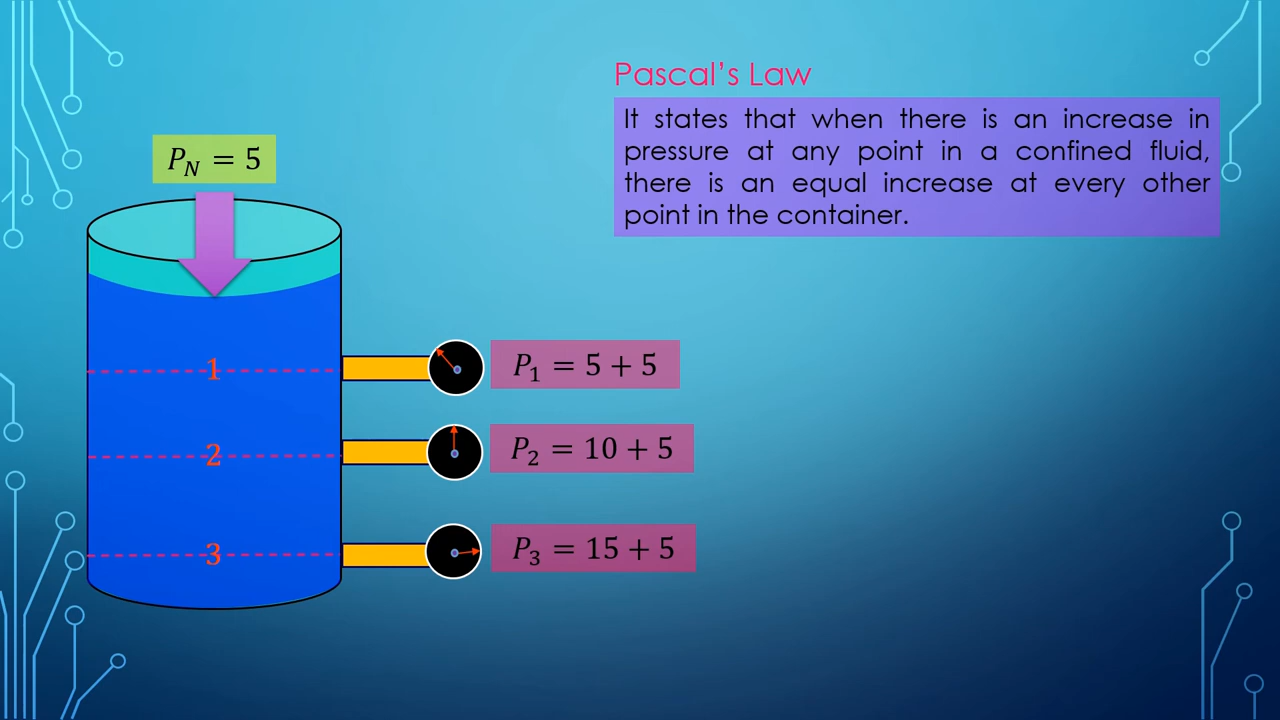 Pascal's Law
It states that when there is an increase in
pressure at any point in a confined fluid,
there is an equal increase at every other
point in the container.
P_N = 5
1
P_1 = 5 + 5
2
P_2 = 10 + 5
3
P_3 = 15 + 5